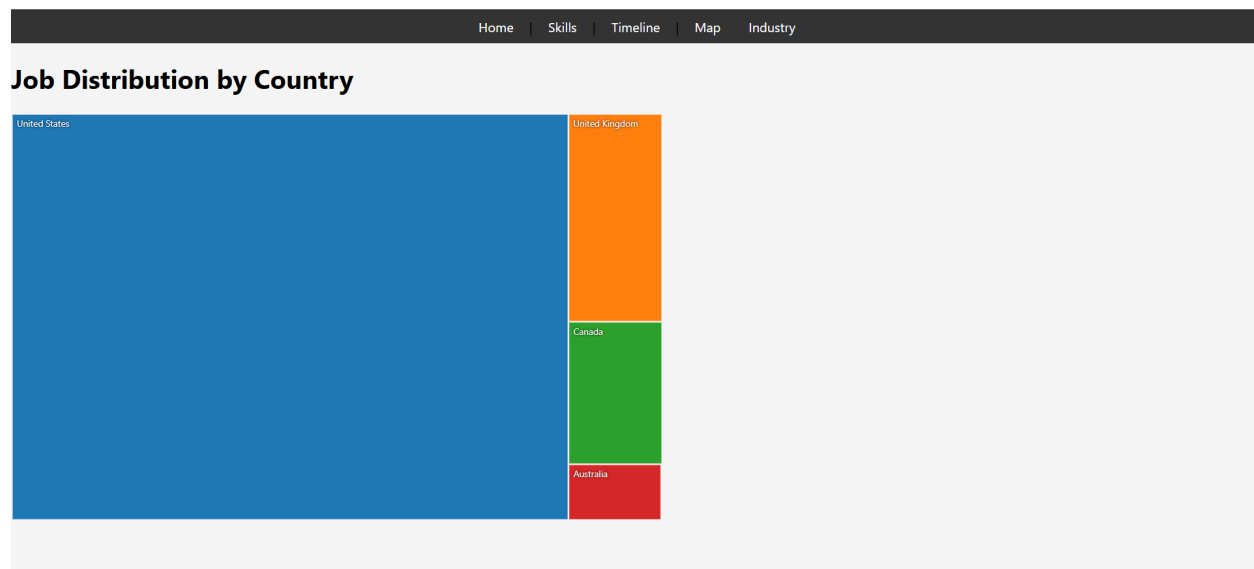 Home | Skills | Timeline | Map Industry
Job Distribution by Country
United States
United Kingdom
Canada
Australia